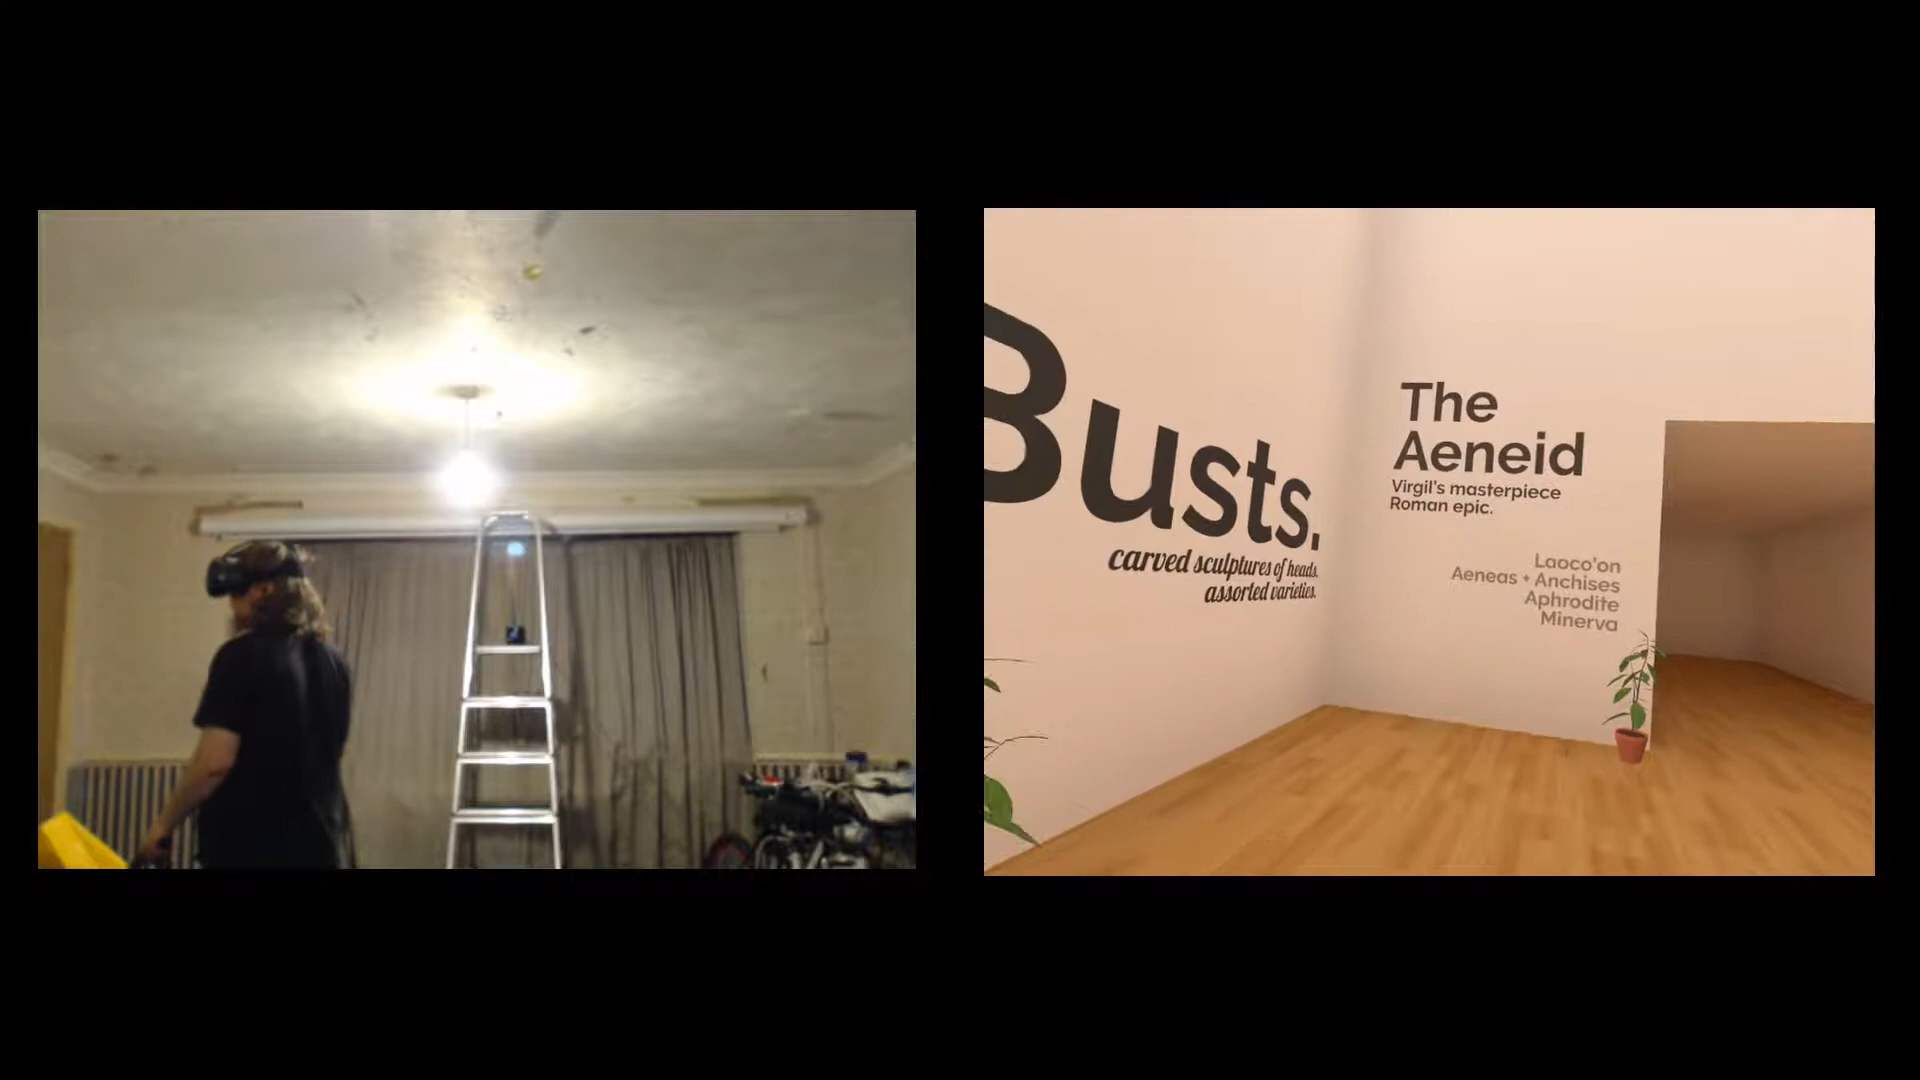 Busts.
carved sculptures of heads.
assorted varieties.
The
Aeneid
Virgil's masterpiece
Roman epic.
Laoco'on
Aeneas + Anchises
Aphrodite
Minerva